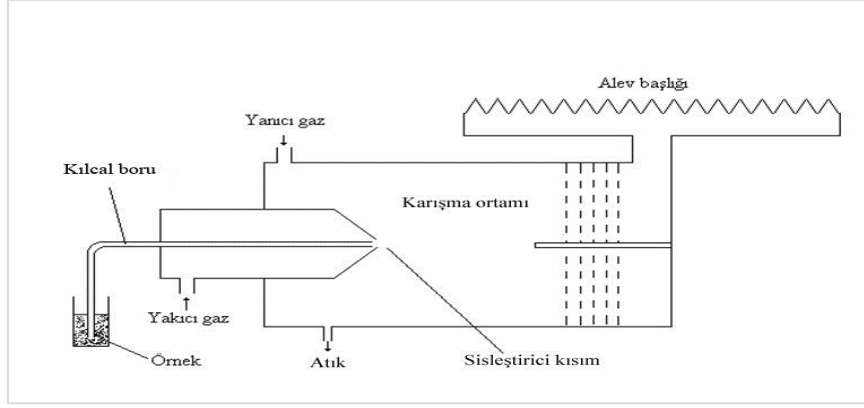 Alev başlığı
Yanıcı gaz
Kılcal boru
Karışma ortamı
Yakıcı gaz
Örnek
Atık
Sisleştirici kısım